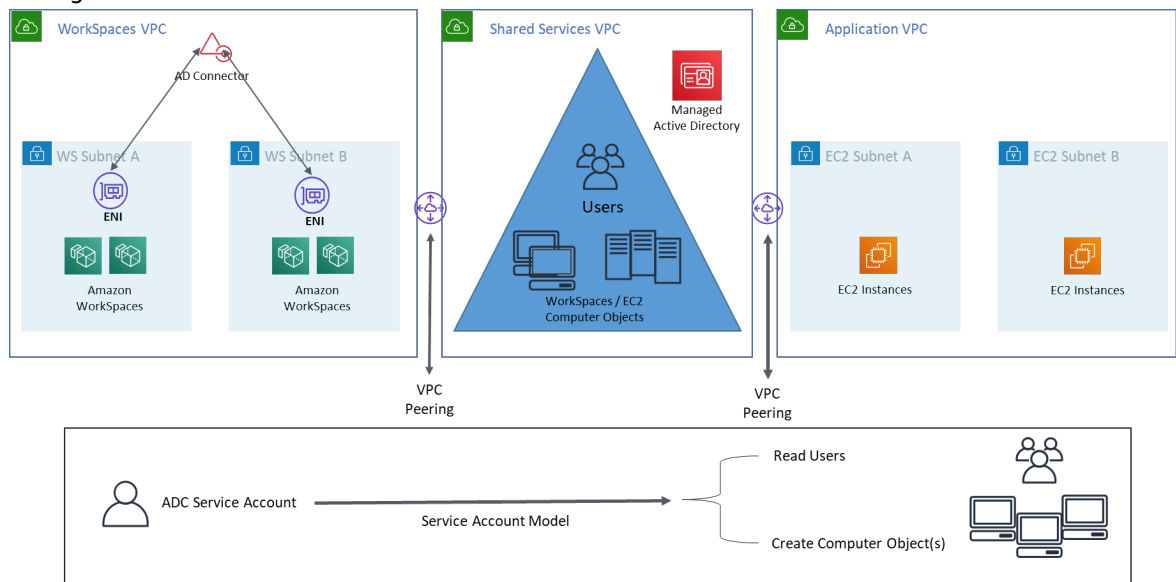 WorkSpaces VPC
AD Connector
WS Subnet A
ENI
Amazon
WorkSpaces
WS Subnet B
ENI
Amazon
WorkSpaces
Shared Services VPC
Managed
Active Directory
Users
WorkSpaces / EC2
Computer Objects
Application VPC
EC2 Subnet A
EC2 Instances
EC2 Subnet B
EC2 Instances
VPC
Peering
VPC
Peering
ADC Service Account
Service Account Model
Read Users
Create Computer Object(s)